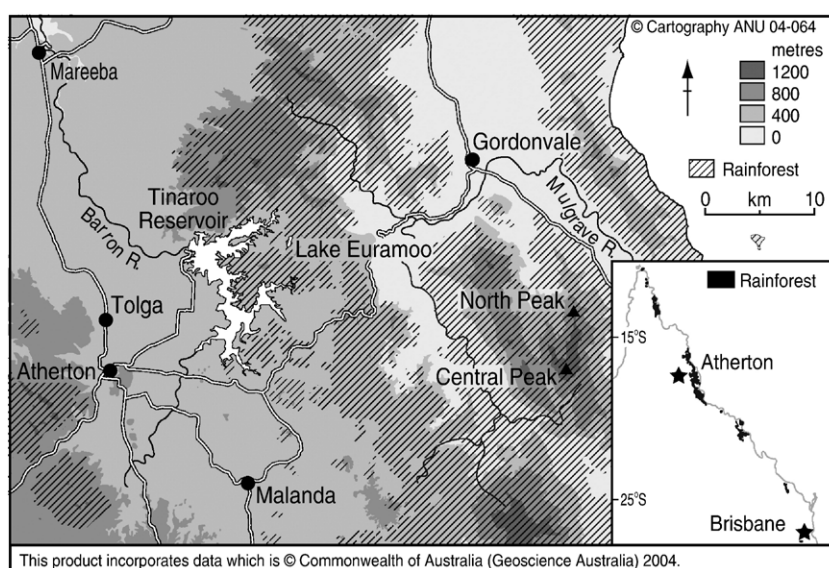 © Cartography ANU 04-064
metres
1200
800
400
0
Rainforest
0 km 10
Mareeba
Gordonvale
Tinaroo
Reservoir
Barron R.
Mulgrave R.
Lake Euramoo
Tolga
North Peak
Atherton
Central Peak
Malanda
Rainforest
15°S
Atherton
25°S
Brisbane
This product incorporates data which is © Commonwealth of Australia (Geoscience Australia) 2004.